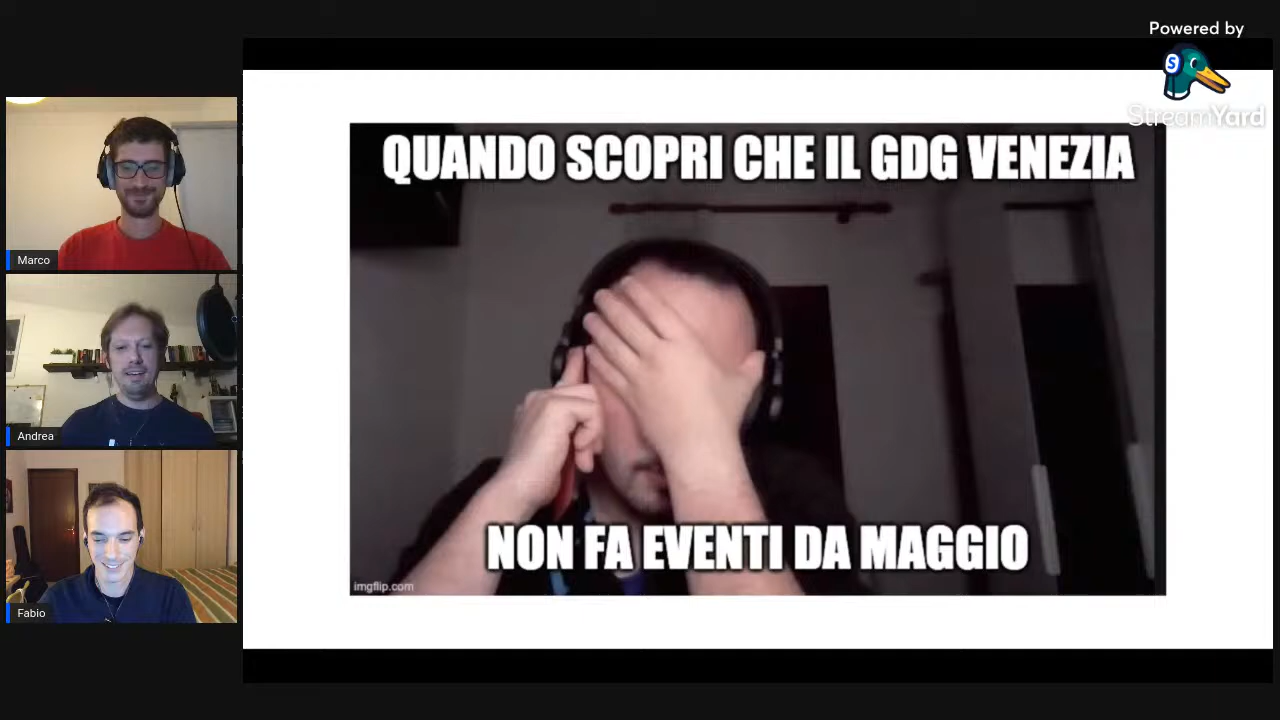 Powered by
S
StreamYard
Marco
Andrea
Fabio
QUANDO SCOPRI CHE IL GDG VENEZIA
NON FA EVENTI DA MAGGIO
imgflip.com